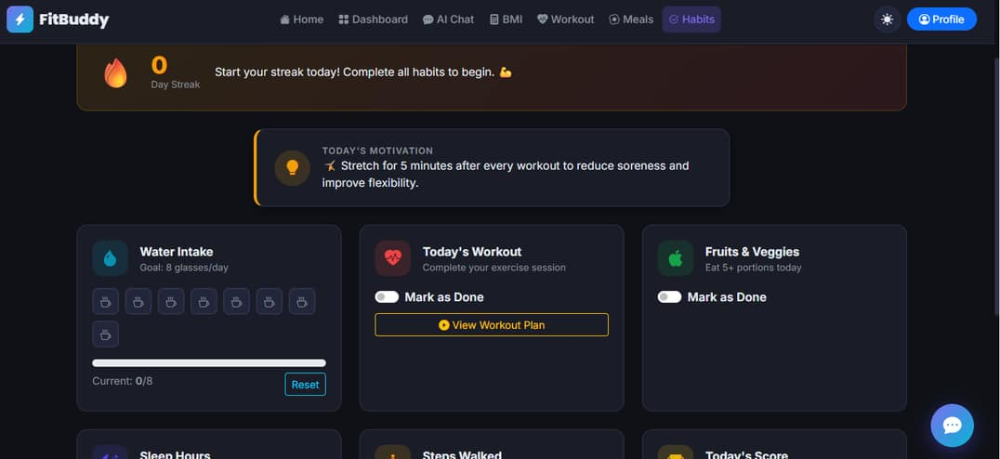 FitBuddy
Home
Dashboard
AI Chat
BMI
Workout
Meals
Habits
Profile
0
Day Streak
Start your streak today! Complete all habits to begin. 💪
TODAY'S MOTIVATION
Stretch for 5 minutes after every workout to reduce soreness and
improve flexibility.
Water Intake
Goal: 8 glasses/day
Current: 0/8
Reset
Today's Workout
Complete your exercise session
Mark as Done
View Workout Plan
Fruits & Veggies
Eat 5+ portions today
Mark as Done
Sleep Hours
Steps Walked
Today's Score